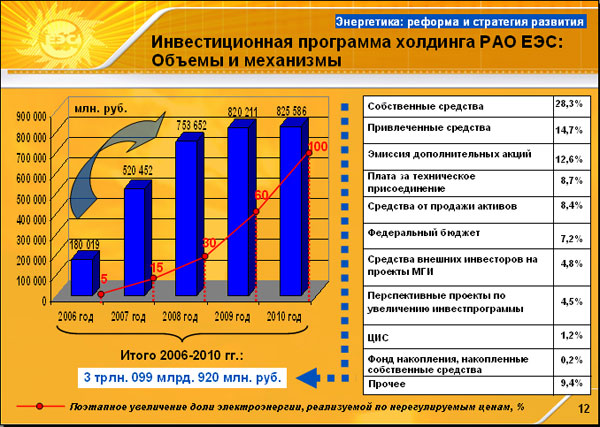 Энергетика: реформа и стратегия развития
ЕЭС
Инвестиционная программа холдинга РАО ЕЭС:
Объемы и механизмы
млн. руб.
900 000
800 000
700 000
600 000
500 000
400 000
300 000
200 000
100 000
0
180 019
520 452
753 652
820 211
825 586
5
15
30
60
100
2006 год
2007 год
2008 год
2009 год
2010 год
Итого 2006-2010 гг.:
3 трлн. 099 млрд. 920 млн. руб.
Собственные средства 28,3%
Привлеченные средства 14,7%
Эмиссия дополнительных акций 12,6%
Плата за техническое
присоединение 8,7%
Средства от продажи активов 8,4%
Федеральный бюджет 7,2%
Средства внешних инвесторов на
проекты МГИ 4,8%
Перспективные проекты по
увеличению инвестпрограммы 4,5%
ЦИС 1,2%
Фонд накопления, накопленные
собственные средства 0,2%
Прочее 9,4%
Поэтапное увеличение доли электроэнергии, реализуемой по нерегулируемым ценам, %
12